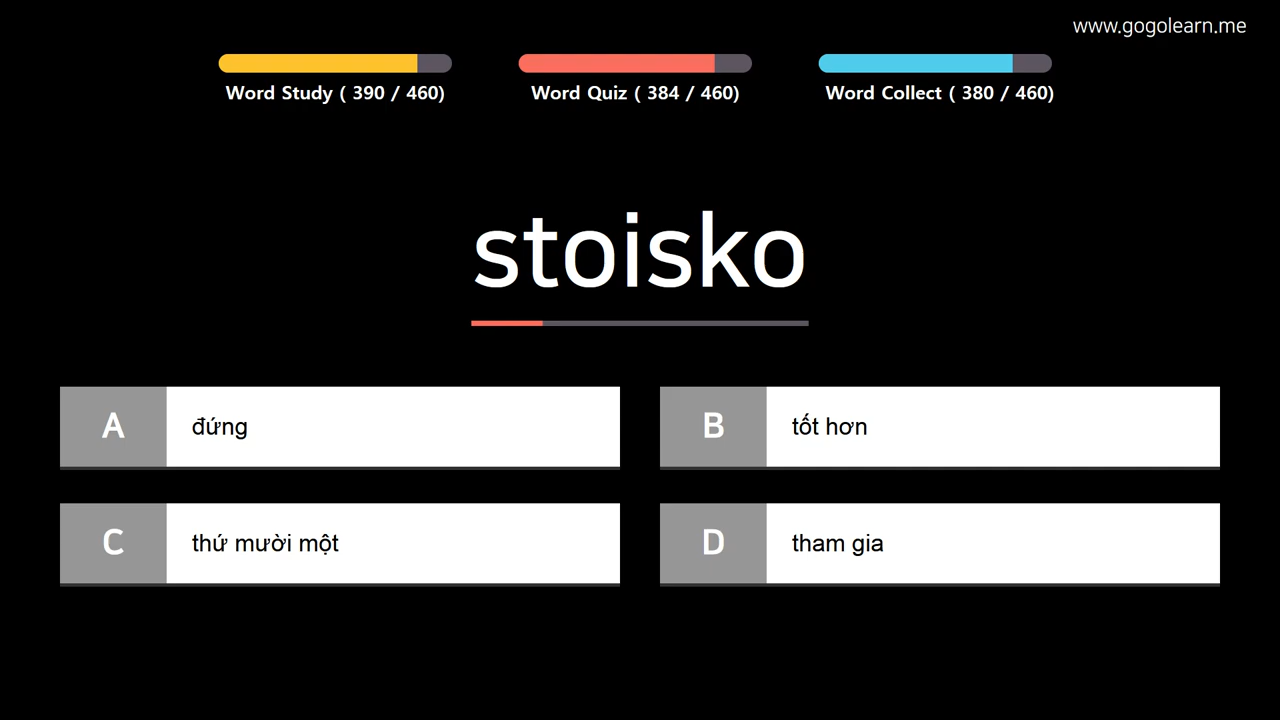 www.gogolearn.me
Word Study ( 390 / 460)
Word Quiz ( 384 / 460)
Word Collect ( 380 / 460)
stoisko
A đứng
B tốt hơn
C thứ mười một
D tham gia